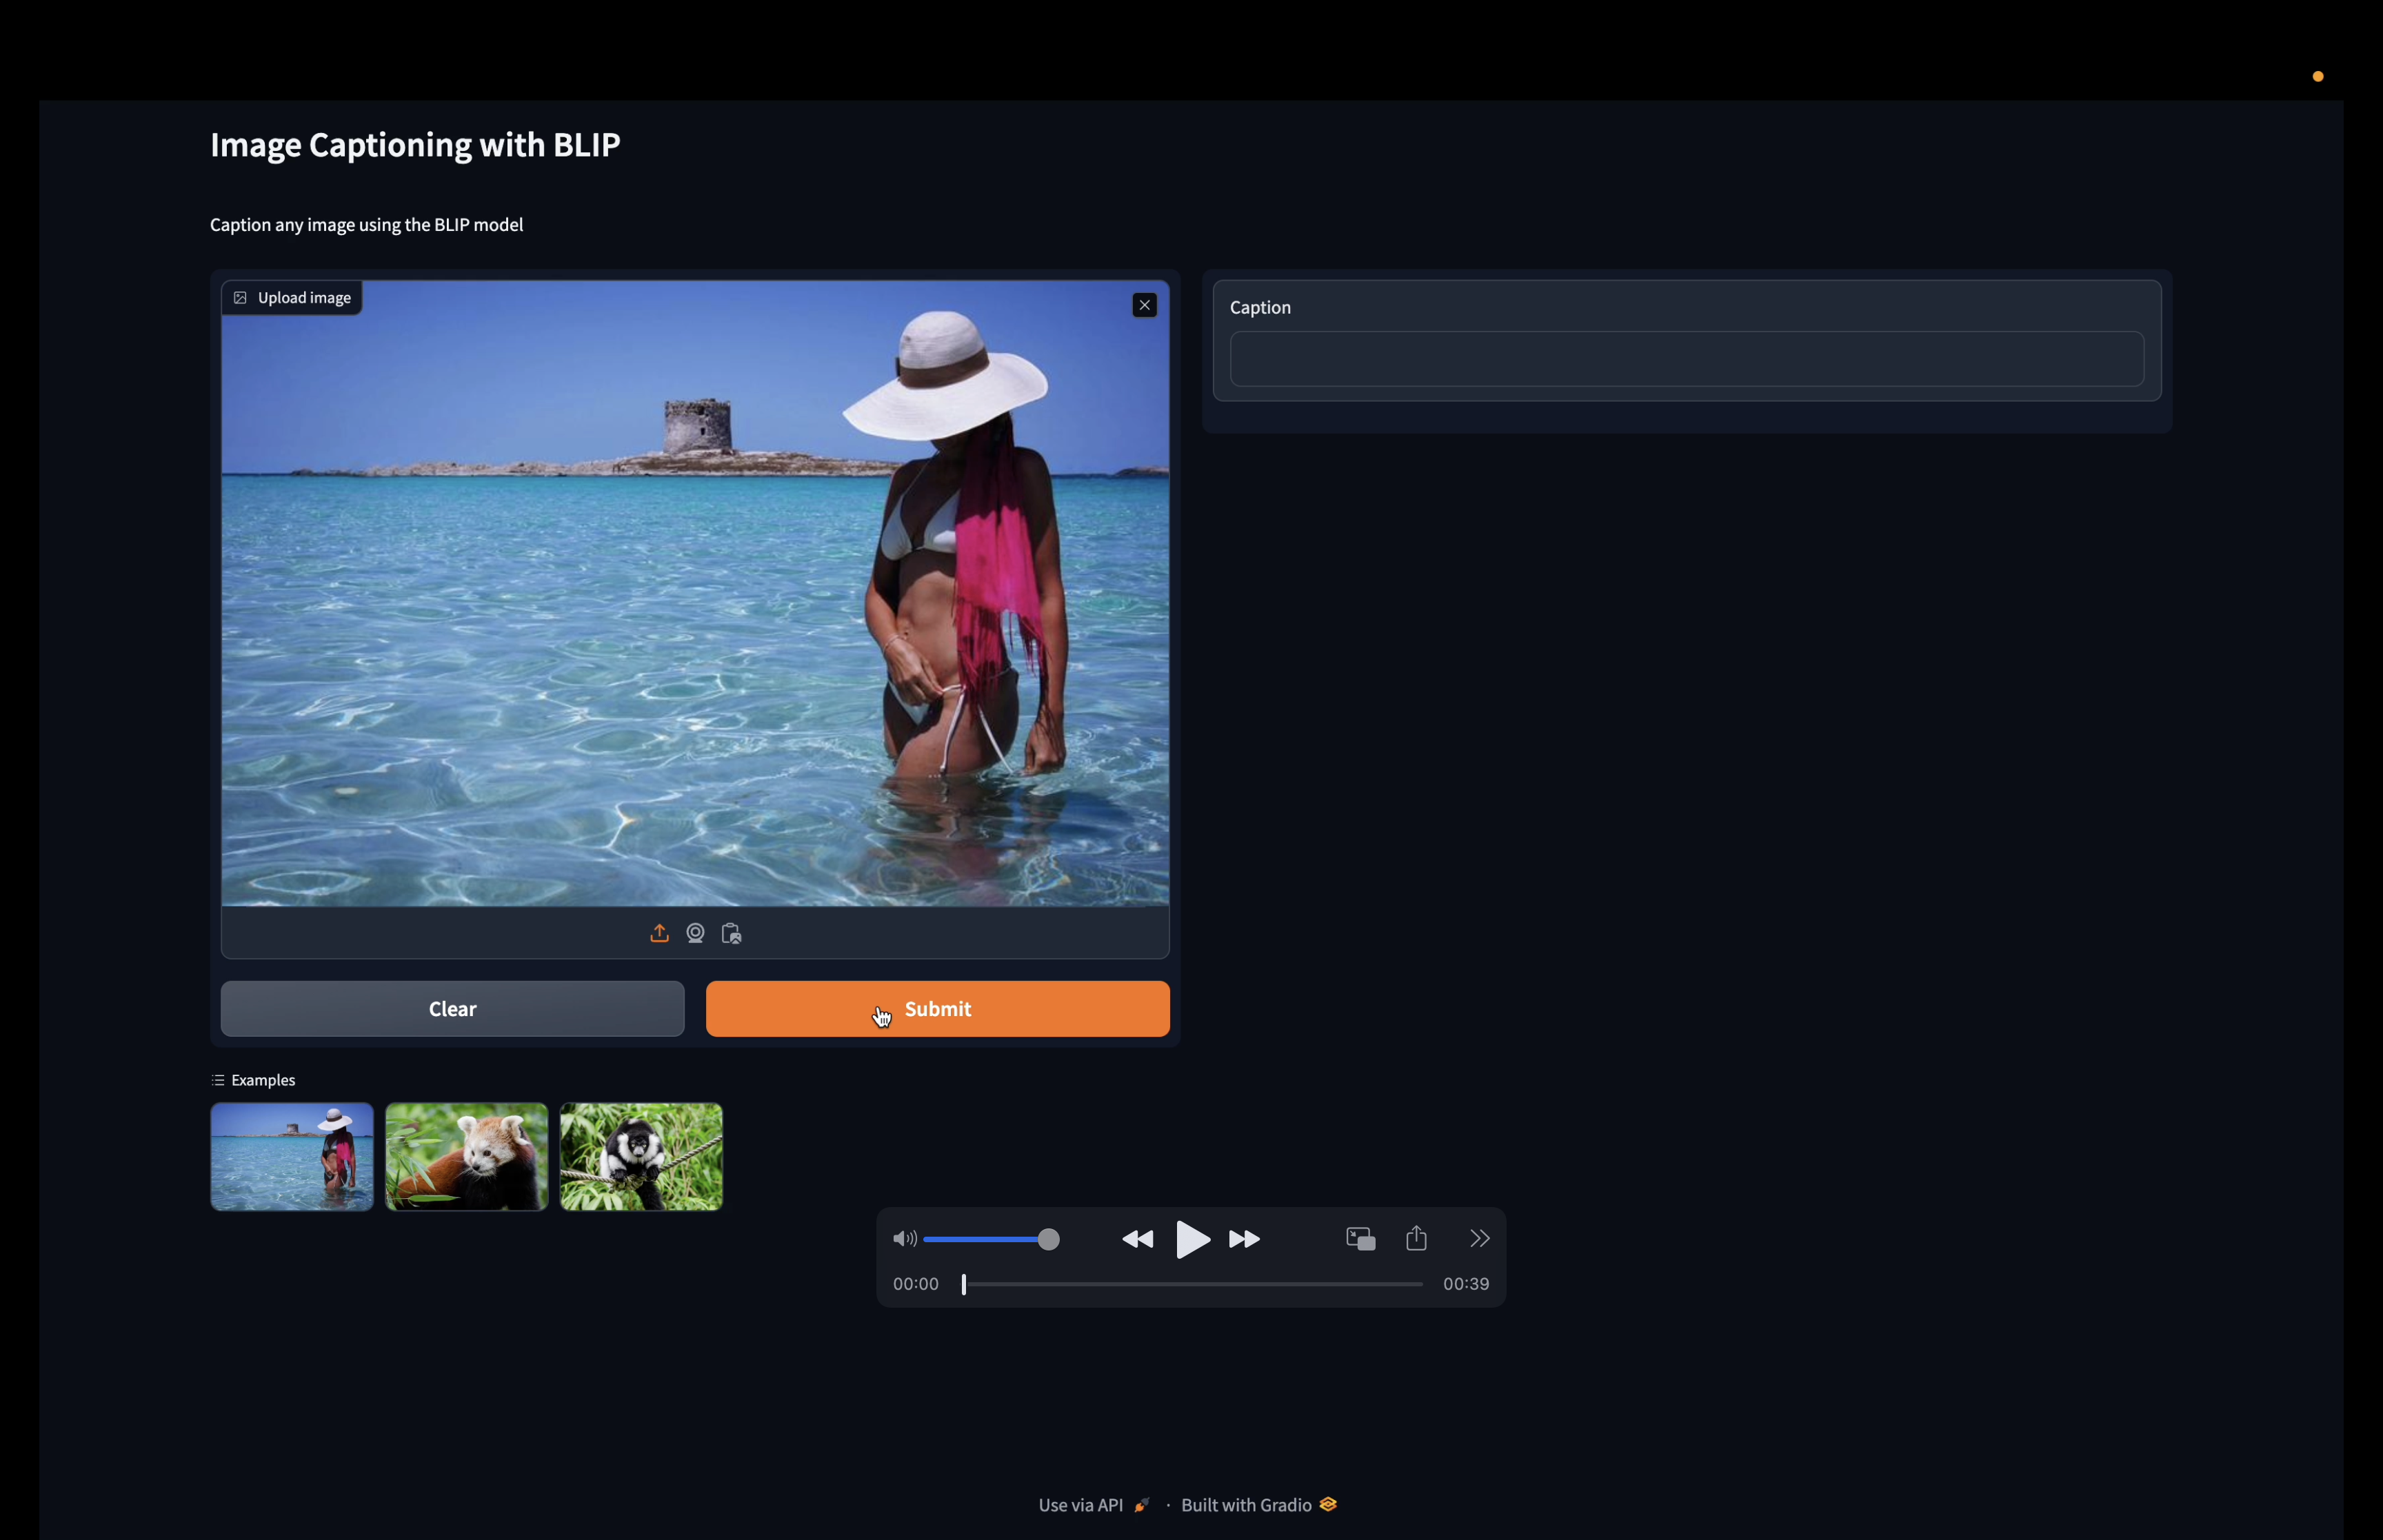 Image Captioning with BLIP
Caption any image using the BLIP model
Upload image
Caption
Clear
Submit
Examples
00:00
00:39
Use via API · Built with Gradio